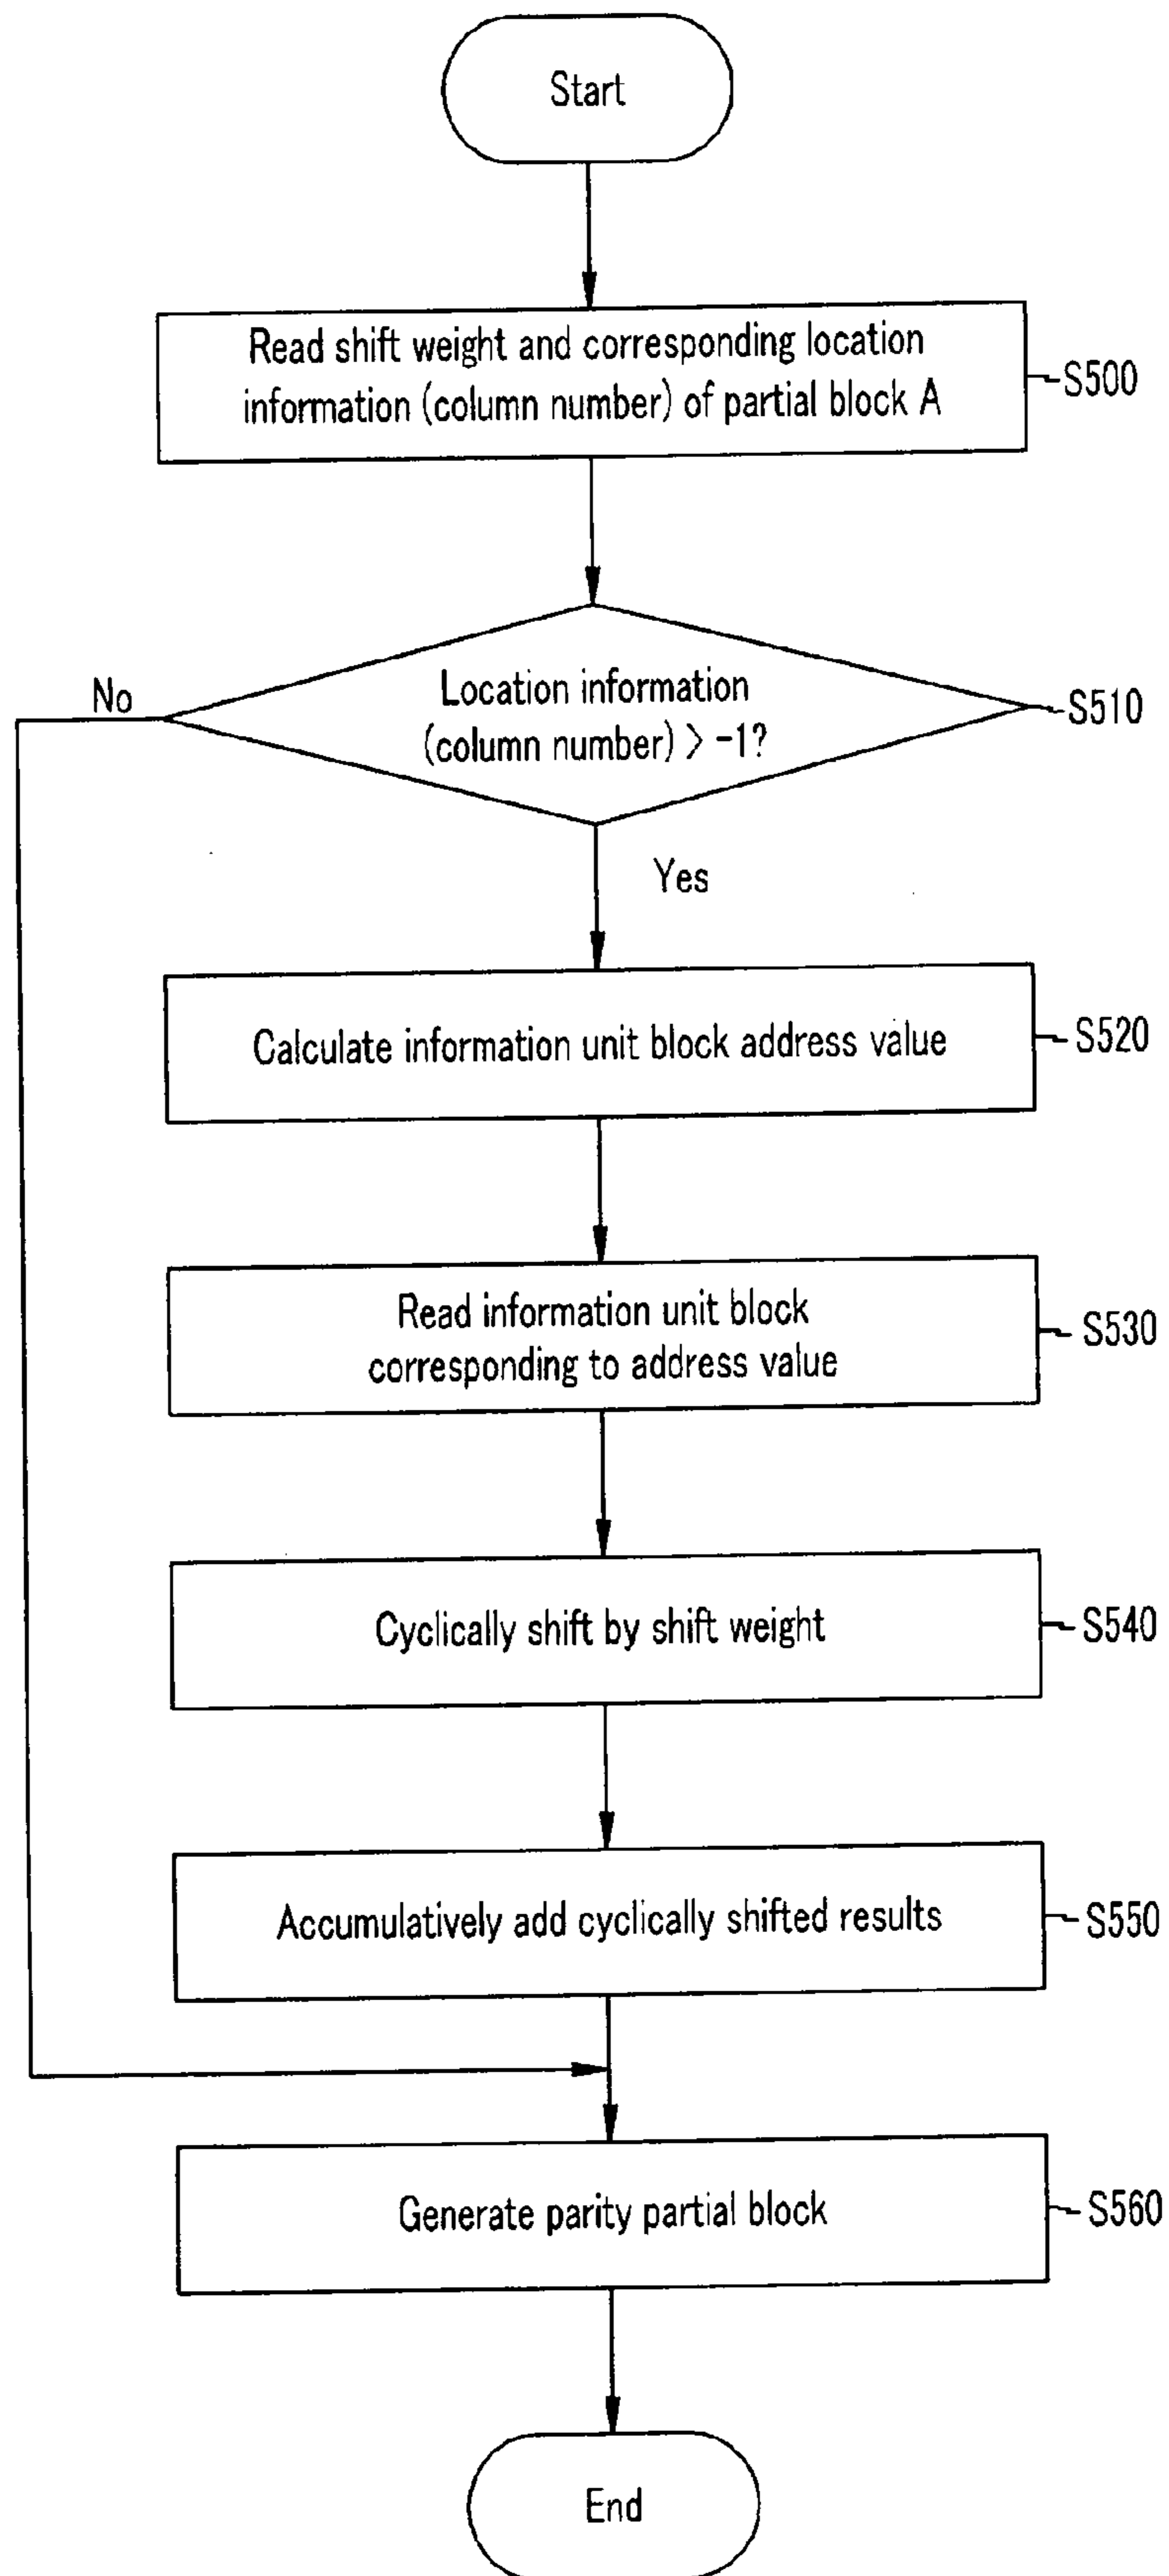 Start
Read shift weight and corresponding location
information (column number) of partial block A
S500
No
Location information
(column number) > -1?
S510
Yes
Calculate information unit block address value
S520
Read information unit block
corresponding to address value
S530
Cyclically shift by shift weight
S540
Accumulatively add cyclically shifted results
S550
Generate parity partial block
S560
End